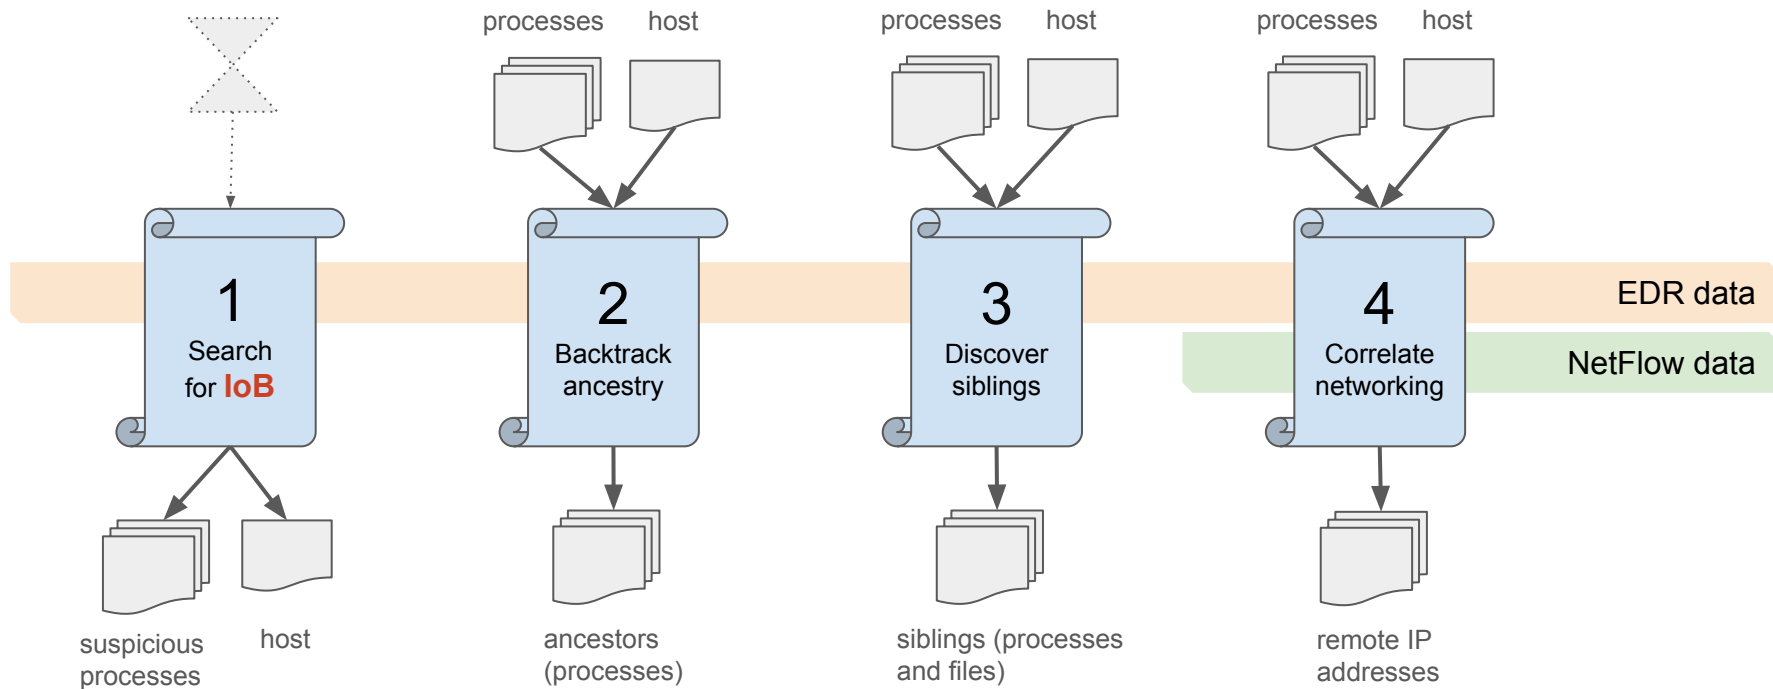 processes
host
processes
host
processes
host
1
Search
for IoB
2
Backtrack
ancestry
3
Discover
siblings
4
Correlate
networking
EDR data
NetFlow data
suspicious
processes
host
ancestors
(processes)
siblings (processes
and files)
remote IP
addresses